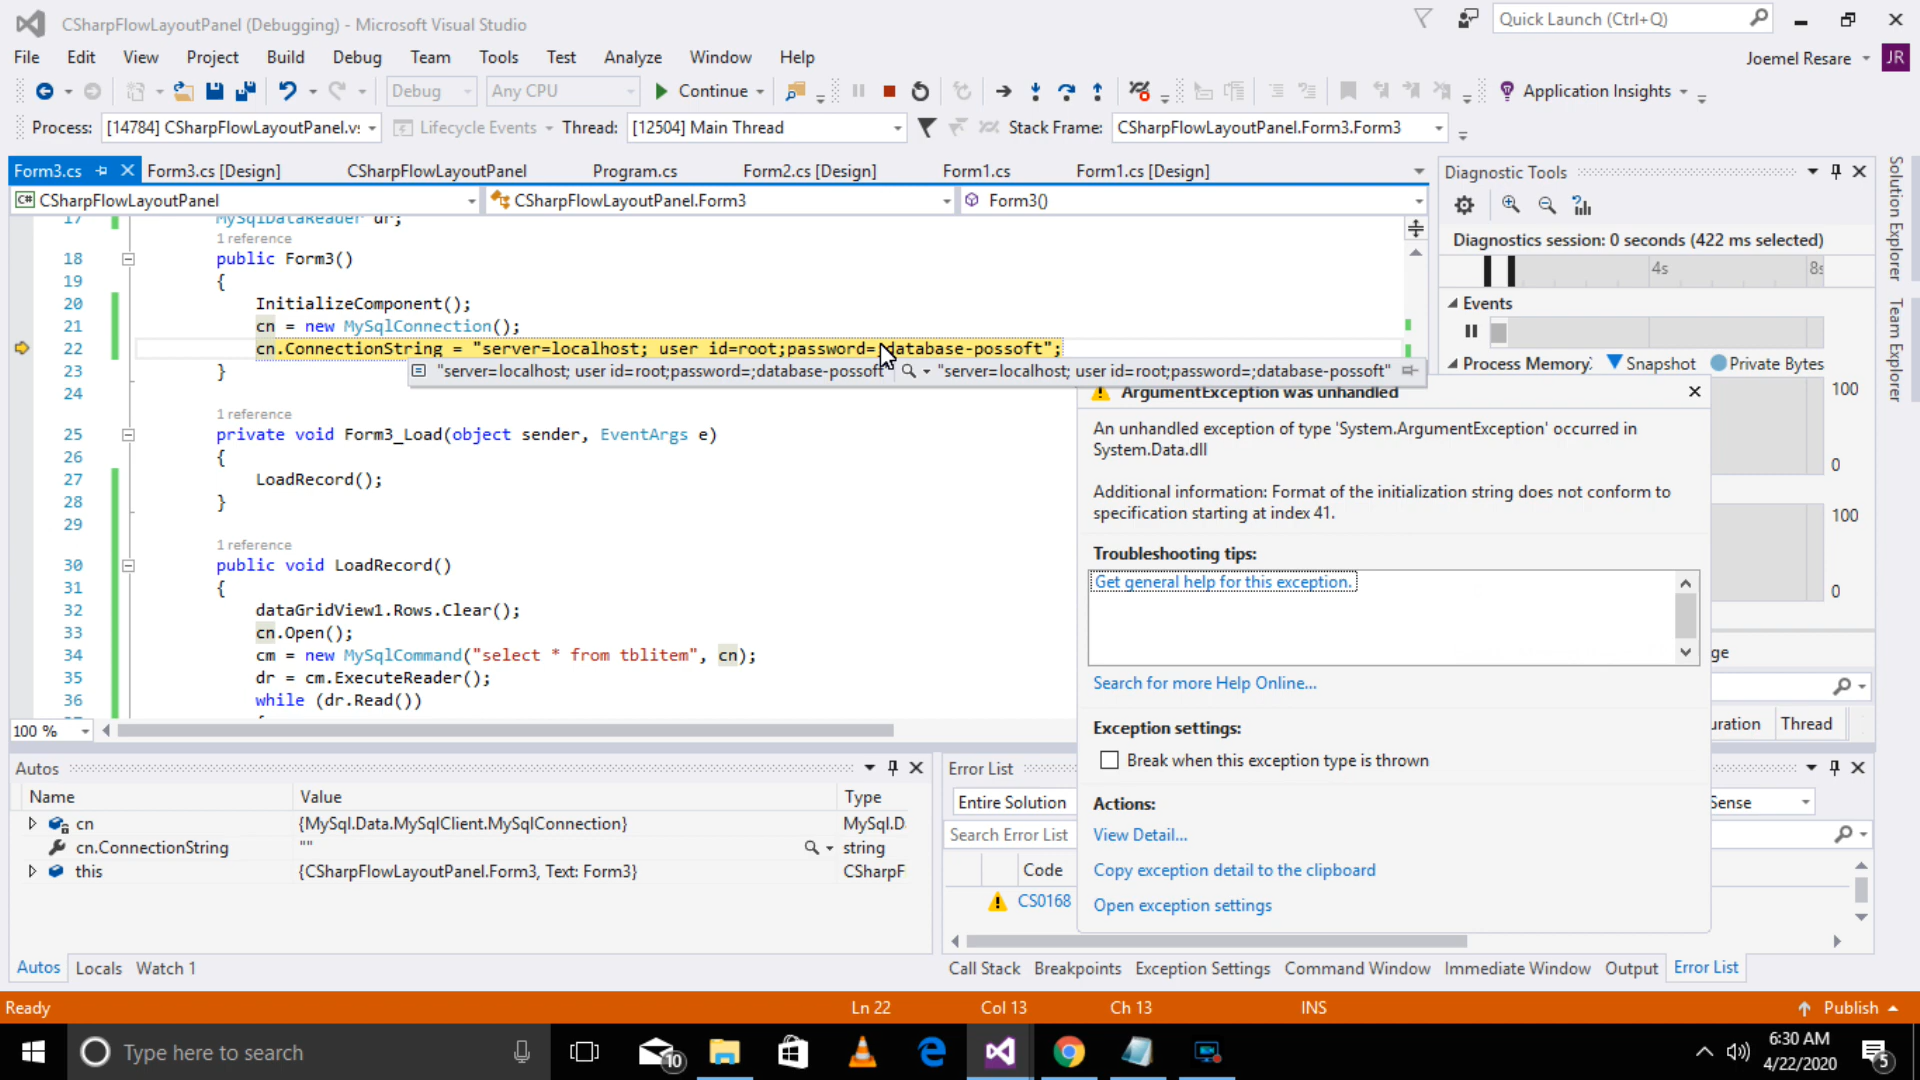 CSharpFlowLayoutPanel (Debugging) - Microsoft Visual Studio
Quick Launch (Ctrl+Q)
File Edit View Project Build Debug Team Tools Test Analyze Window Help
Joemel Resare JR
Debug Any CPU Continue Application Insights
Process: [14784] CSharpFlowLayoutPanel.v: Lifecycle Events Thread: [12504] Main Thread Stack Frame: CSharpFlowLayoutPanel.Form3.Form3
Form3.cs Form3.cs [Design] CSharpFlowLayoutPanel Program.cs Form2.cs [Design] Form1.cs Form1.cs [Design]
C# CSharpFlowLayoutPanel CSharpFlowLayoutPanel.Form3 Form3()
17 MySqlDataReader dr;
1 reference
18 public Form3()
19 {
20 InitializeComponent();
21 cn = new MySqlConnection();
22 cn.ConnectionString = "server=localhost; user id=root;password=;database-possoft";
"server=localhost; user id=root;password=;database-possoft" "server=localhost; user id=root;password=;database-possoft"
23 }
24
1 reference
25 private void Form3_Load(object sender, EventArgs e)
26 {
27 LoadRecord();
28 }
29
1 reference
30 public void LoadRecord()
31 {
32 dataGridView1.Rows.Clear();
33 cn.Open();
34 cm = new MySqlCommand("select * from tblitem", cn);
35 dr = cm.ExecuteReader();
36 while (dr.Read())
100 %
ArgumentException was unhandled
An unhandled exception of type 'System.ArgumentException' occurred in
System.Data.dll
Additional information: Format of the initialization string does not conform to
specification starting at index 41.
Troubleshooting tips:
Get general help for this exception.
Search for more Help Online...
Exception settings:
Break when this exception type is thrown
Actions:
View Detail...
Copy exception detail to the clipboard
Open exception settings
Diagnostic Tools
Diagnostics session: 0 seconds (422 ms selected)
4s 8s
Events
Process Memory Snapshot Private Bytes
100
0
100
0
Thread
Solution Explorer
Team Explorer
Autos
Name Value Type
cn {MySql.Data.MySqlClient.MySqlConnection} MySql.D
cn.ConnectionString "" string
this {CSharpFlowLayoutPanel.Form3, Text: Form3} CSharpF
Autos Locals Watch 1
Error List
Entire Solution
Search Error List
Code
CS0168
Call Stack Breakpoints Exception Settings Command Window Immediate Window Output Error List
Ready Ln 22 Col 13 Ch 13 INS Publish
Type here to search
10
6:30 AM
4/22/2020
5